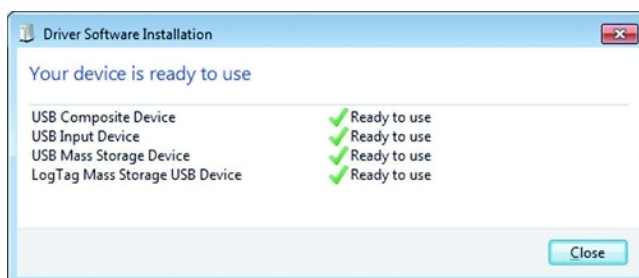 Driver Software Installation
Your device is ready to use
USB Composite Device Ready to use
USB Input Device Ready to use
USB Mass Storage Device Ready to use
LogTag Mass Storage USB Device Ready to use
Close